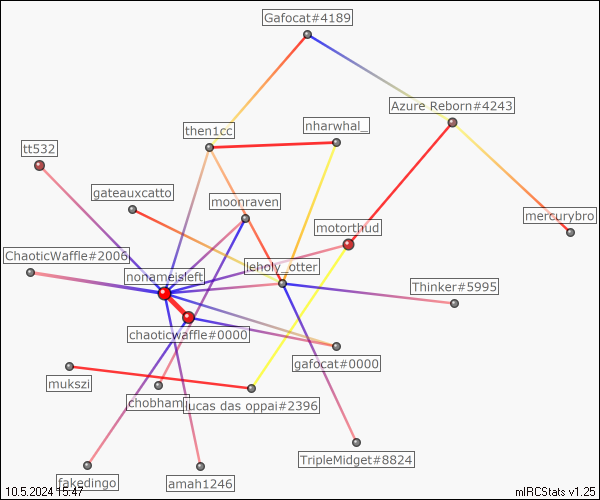 Gafocat#4189
Azure Reborn#4243
nharwhal_
then1cc
tt532
gateauxcatto
moonraven
mercurybro
motorthud
ChaoticWaffle#2006
leholy_otter
nonameisleft
Thinker#5995
chaoticwaffle#0000
gafocat#0000
mukszi
chobham
lucas das oppai#2396
TripleMidget#8824
fakedingo
amah1246
10.5.2024 15:47
mIRCStats v1.25